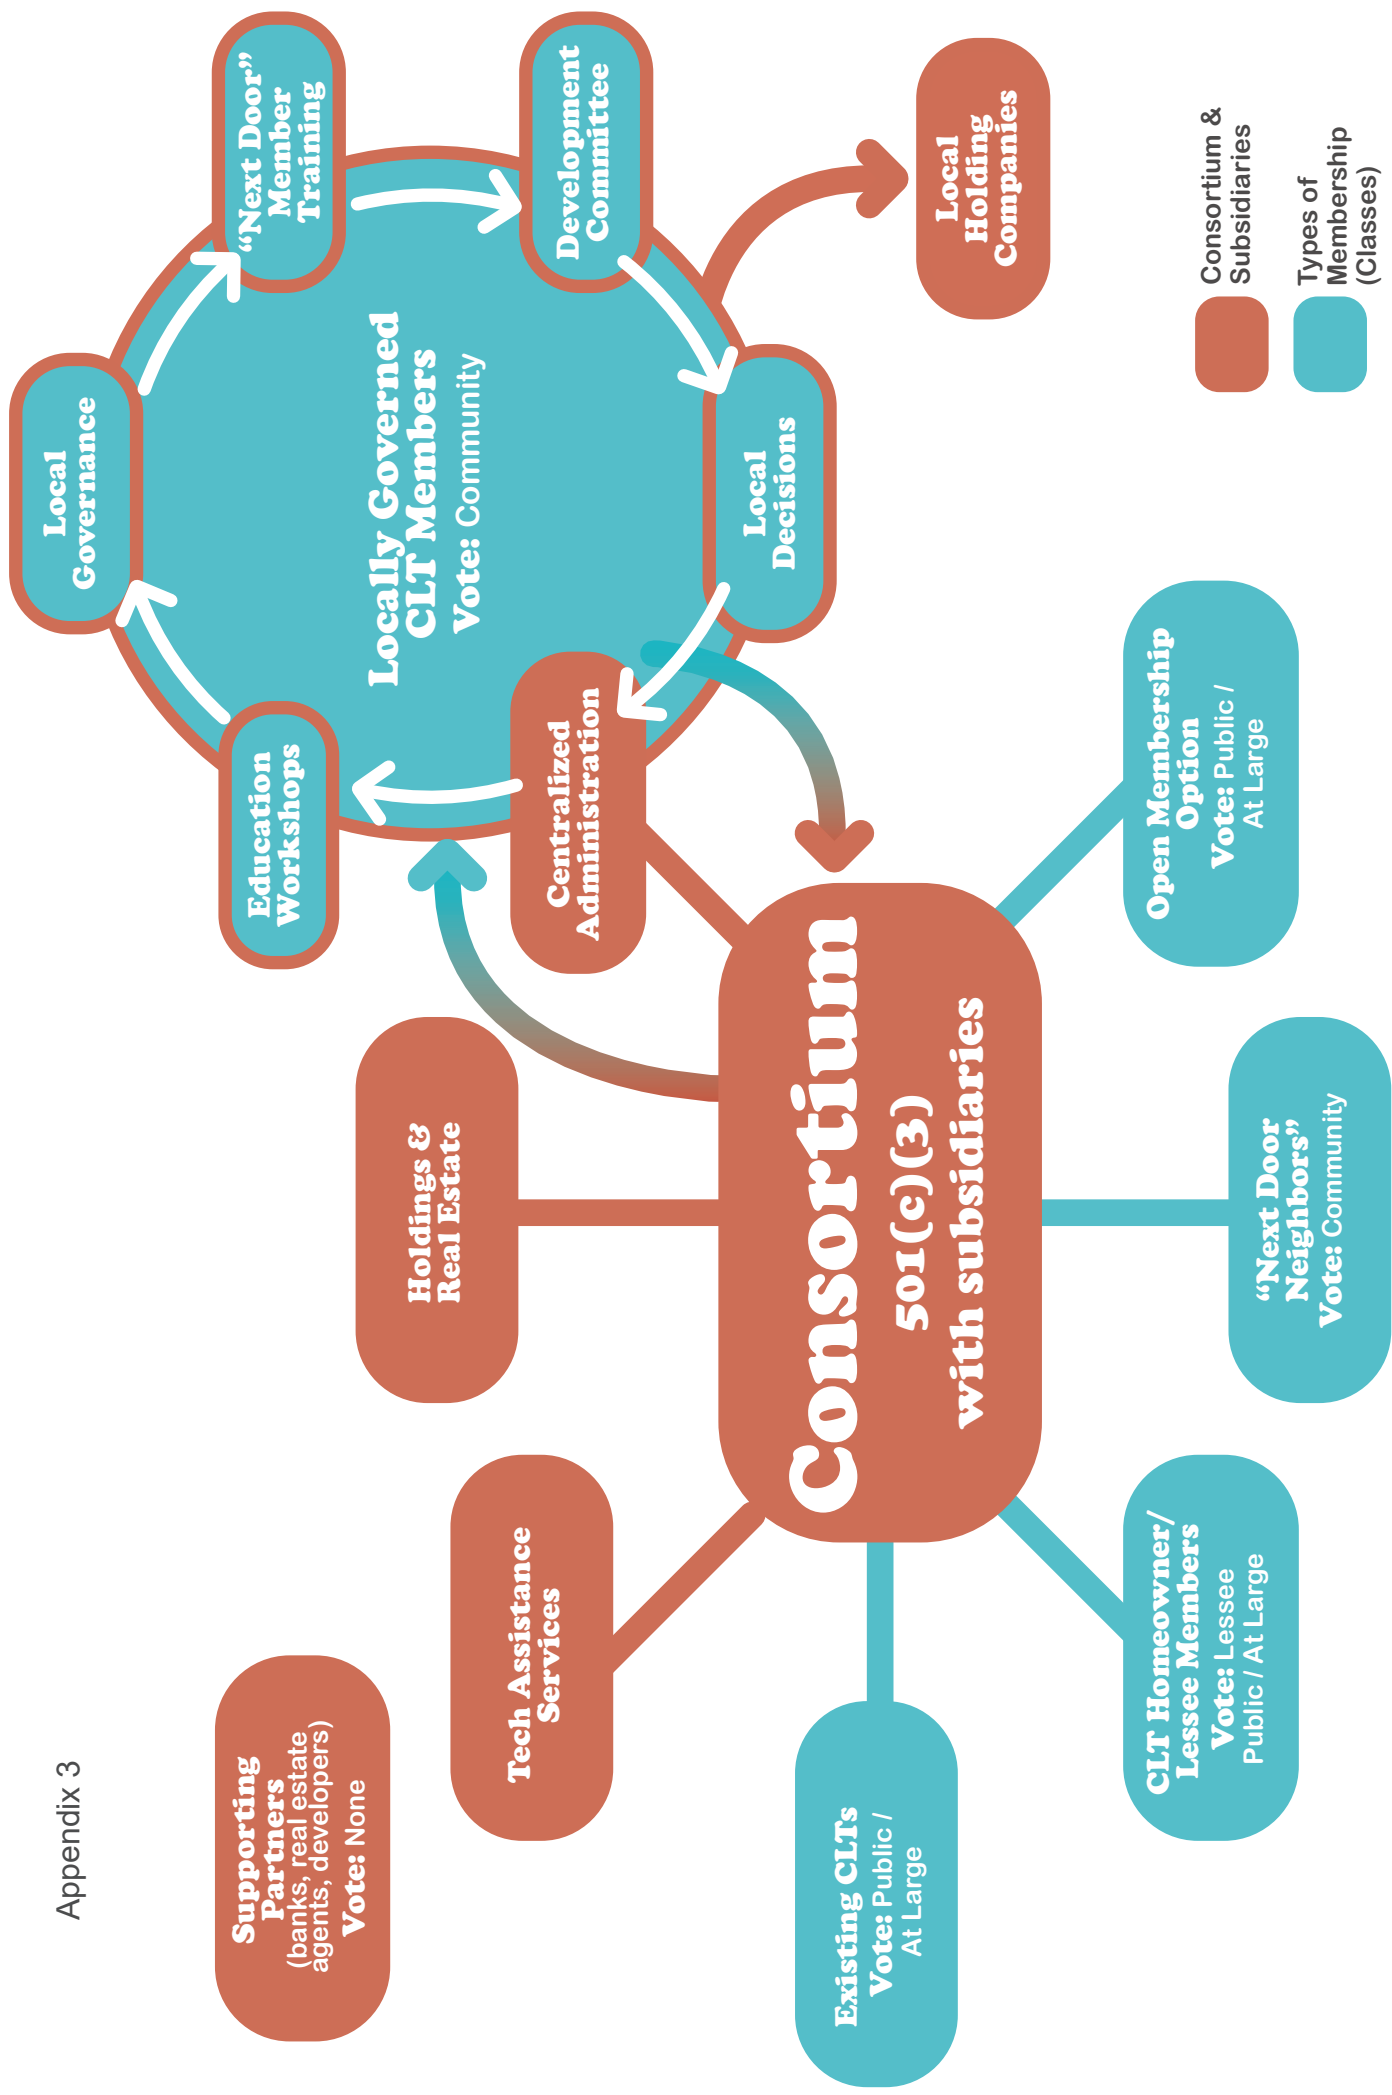 Appendix 3
Supporting
Partners
(banks, real estate
agents, developers)
Vote: None
Tech Assistance
Services
Holdings &
Real Estate
Existing CLTs
Vote: Public /
At Large
Consortium
501(c)(3)
with subsidiaries
CLT Homeowner/
Lessee Members
Vote: Lessee
Public / At Large
“Next Door
Neighbors”
Vote: Community
Open Membership
Option
Vote: Public /
At Large
Centralized
Administration
Education
Workshops
Local
Governance
“Next Door”
Member
Training
Development
Committee
Local
Decisions
Locally Governed
CLT Members
Vote: Community
Local
Holding
Companies
Consortium &
Subsidiaries
Types of
Membership
(Classes)